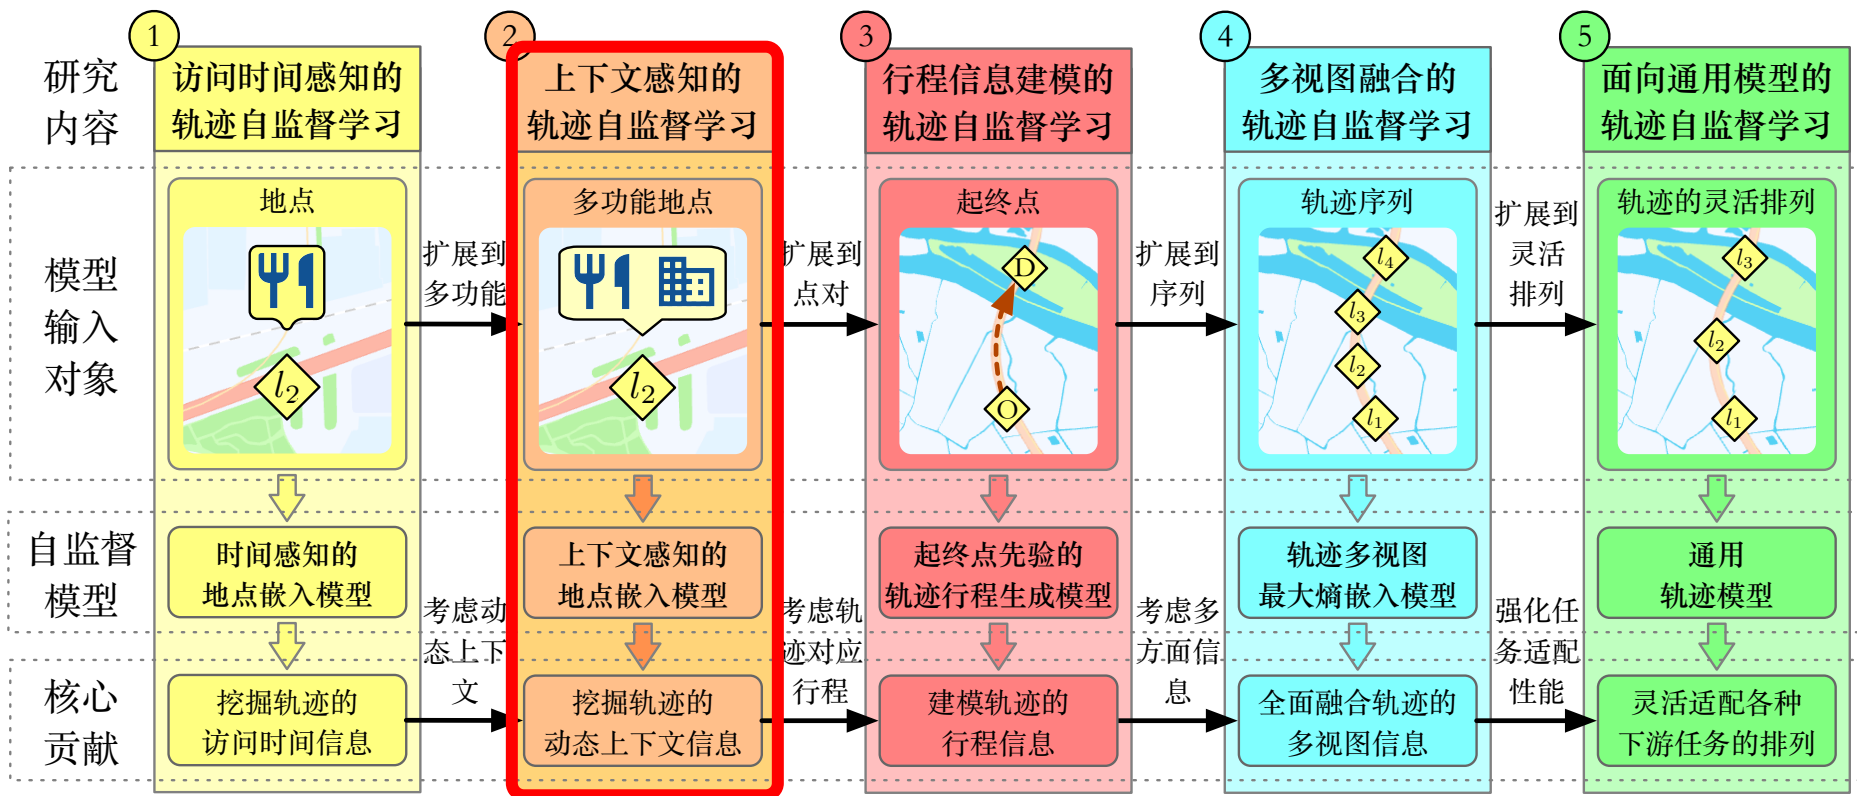 1
2
3
4
5
研究
内容
访问时间感知的
轨迹自监督学习
上下文感知的
轨迹自监督学习
行程信息建模的
轨迹自监督学习
多视图融合的
轨迹自监督学习
面向通用模型的
轨迹自监督学习
模型
输入
对象
地点
l2
扩展到
多功能
多功能地点
l2
扩展到
点对
起终点
D
O
扩展到
序列
轨迹序列
l4
l3
l2
l1
扩展到
灵活
排列
轨迹的灵活排列
l3
l2
l1
自监督
模型
时间感知的
地点嵌入模型
上下文感知的
地点嵌入模型
起终点先验的
轨迹行程生成模型
轨迹多视图
最大熵嵌入模型
通用
轨迹模型
考虑动
态上下
文
考虑轨
迹对应
行程
考虑多
方面信
息
强化任
务适配
性能
核心
贡献
挖掘轨迹的
访问时间信息
挖掘轨迹的
动态上下文信息
建模轨迹的
行程信息
全面融合轨迹的
多视图信息
灵活适配各种
下游任务的排列